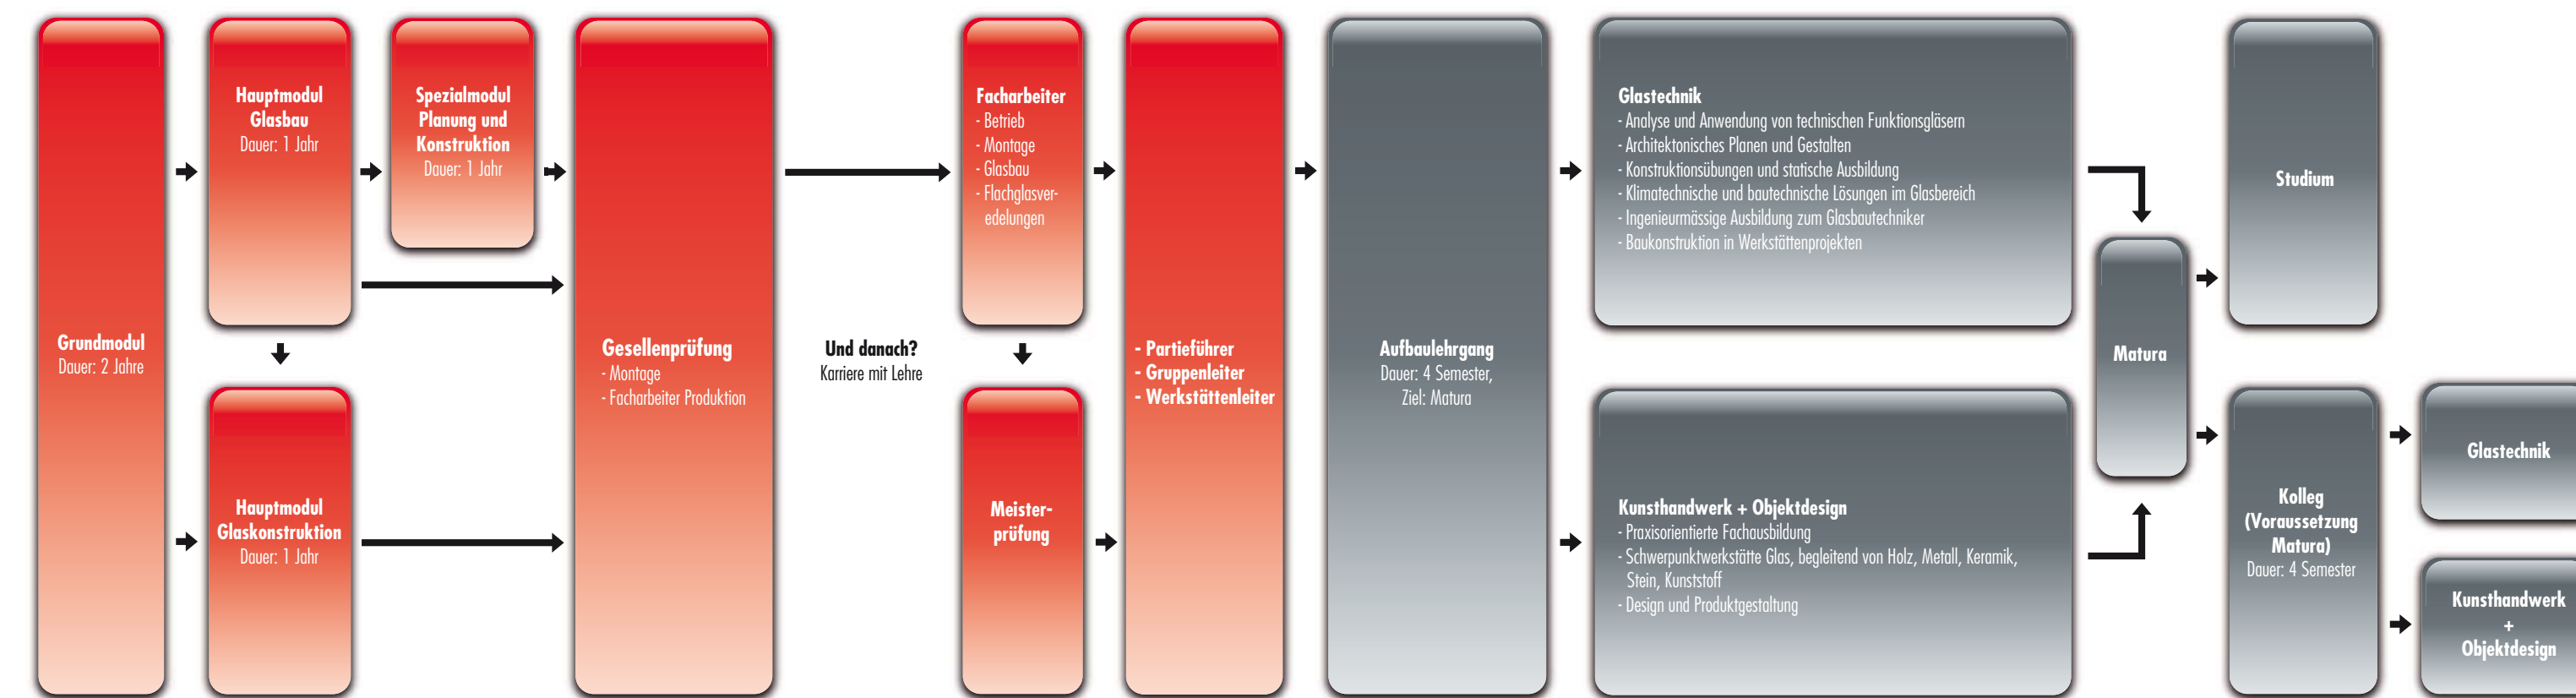 Grundmodul
Dauer: 2 Jahre
Hauptmodul
Glasbau
Dauer: 1 Jahr
Hauptmodul
Glaskonstruktion
Dauer: 1 Jahr
Spezialmodul
Planung und
Konstruktion
Dauer: 1 Jahr
Gesellenprüfung
- Montage
- Facharbeiter Produktion
Und danach?
Karriere mit Lehre
Facharbeiter
- Betrieb
- Montage
- Glasbau
- Flachglasver-
edelungen
Meister-
prüfung
- Partieführer
- Gruppenleiter
- Werkstättenleiter
Aufbaulehrgang
Dauer: 4 Semester,
Ziel: Matura
Glastechnik
- Analyse und Anwendung von technischen Funktionsgläsern
- Architektonisches Planen und Gestalten
- Konstruktionsübungen und statische Ausbildung
- Klimatechnische und bautechnische Lösungen im Glasbereich
- Ingenieurmässige Ausbildung zum Glasbautechniker
- Baukonstruktion in Werkstättenprojekten
Kunsthandwerk + Objektdesign
- Praxisorientierte Fachausbildung
- Schwerpunktwerkstätte Glas, begleitend von Holz, Metall, Keramik,
Stein, Kunststoff
- Design und Produktgestaltung
Matura
Studium
Kolleg
(Voraussetzung
Matura)
Dauer: 4 Semester
Glastechnik
Kunsthandwerk
+
Objektdesign